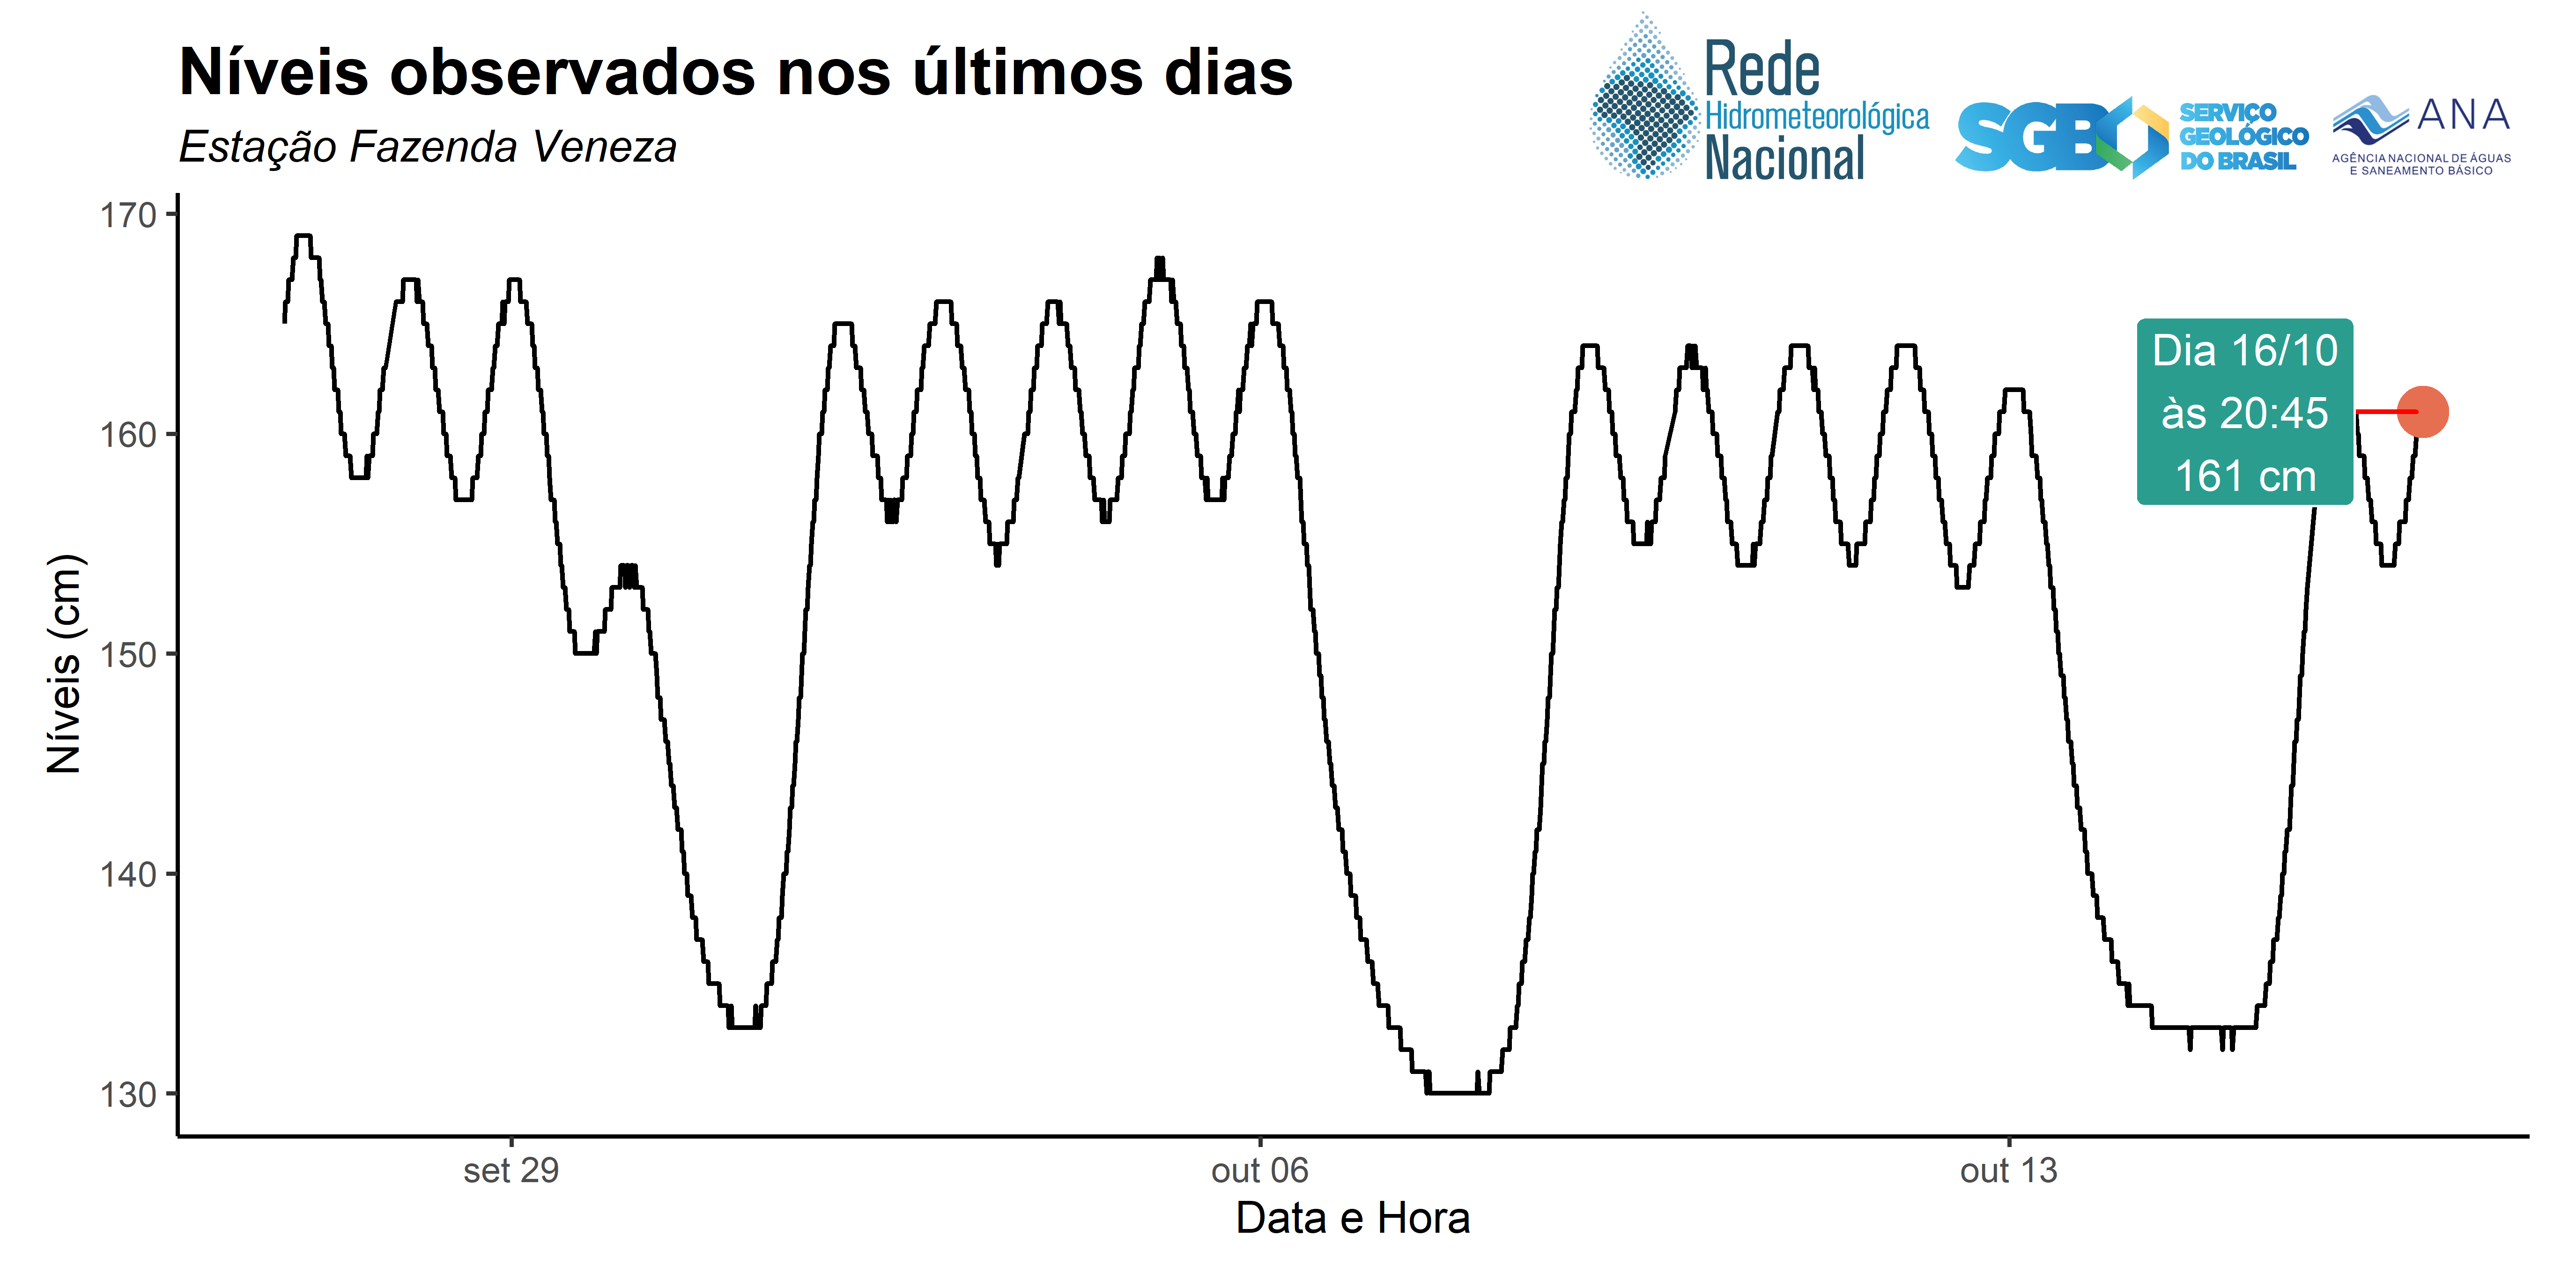 Níveis observados nos últimos dias
Estação Fazenda Veneza
Rede
Hidrometeorológica
Nacional
SGB
SERVIÇO
GEOLÓGICO
DO BRASIL
ANA
AGÊNCIA NACIONAL DE ÁGUAS
E SANEAMENTO BÁSICO
Níveis (cm)
170
160
150
140
130
Dia 16/10
às 20:45
161 cm
set 29
out 06
out 13
Data e Hora